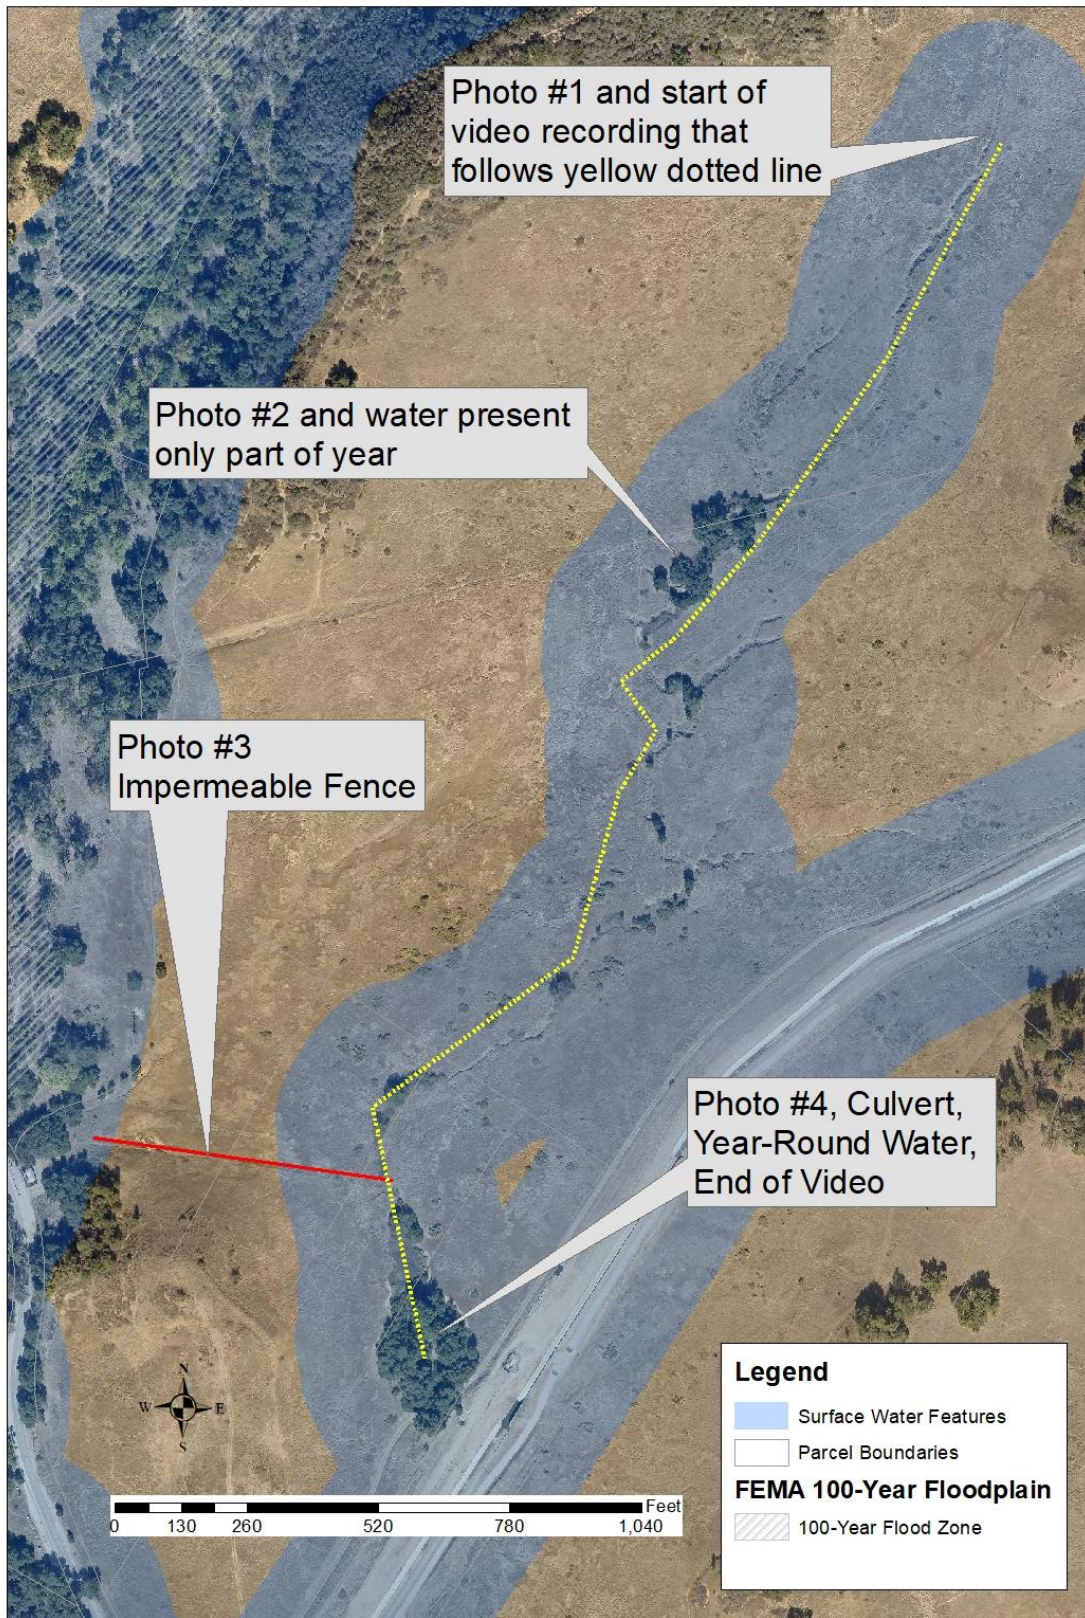 Photo #1 and start of
video recording that
follows yellow dotted line
Photo #2 and water present
only part of year
Photo #3
Impermeable Fence
Photo #4, Culvert,
Year-Round Water,
End of Video
N
W E
S
Feet
0 130 260 520 780 1,040
Legend
Surface Water Features
Parcel Boundaries
FEMA 100-Year Floodplain
100-Year Flood Zone